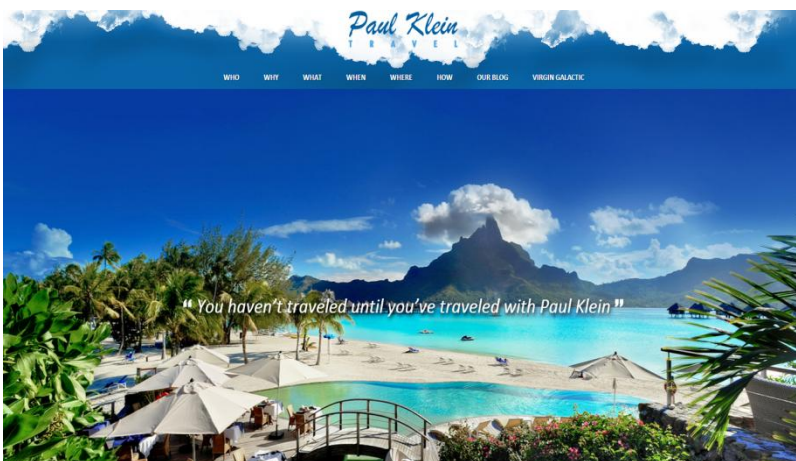 Paul Klein
TRAVEL
WHO WHY WHAT WHEN WHERE HOW OUR BLOG VIRGIN GALACTIC
“ You haven't traveled until you've traveled with Paul Klein ”